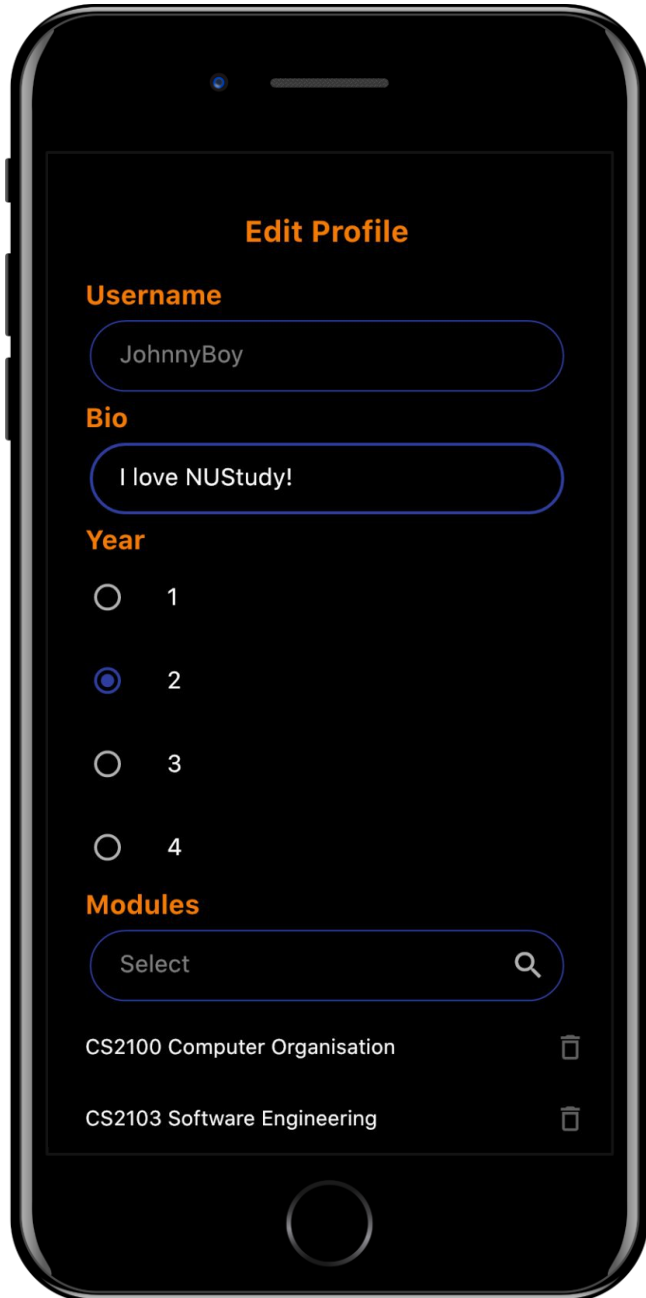 Edit Profile
Username
JohnnyBoy
Bio
I love NUStudy!
Year
1
2
3
4
Modules
Select
CS2100 Computer Organisation
CS2103 Software Engineering